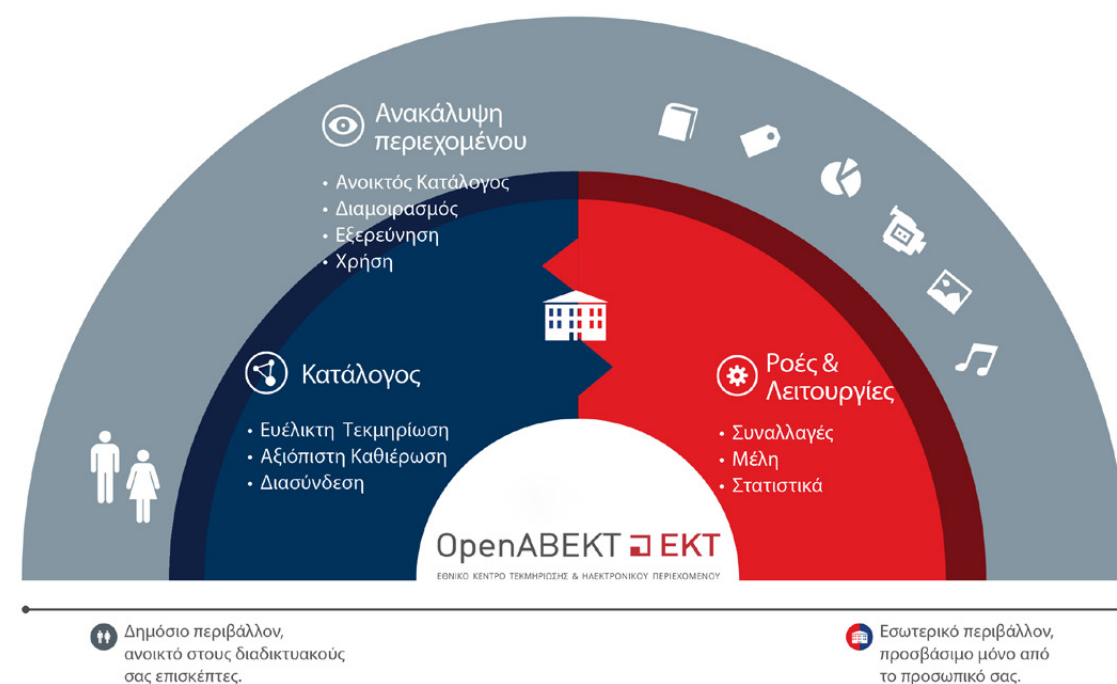 Ανακάλυψη
περιεχομένου
• Ανοικτός Κατάλογος
• Διαμοιρασμός
• Εξερεύνηση
• Χρήση
Κατάλογος
• Ευέλικτη Τεκμηρίωση
• Αξιόπιστη Καθιέρωση
• Διασύνδεση
Ροές &
Λειτουργίες
• Συναλλαγές
• Μέλη
• Στατιστικά
OpenABEKT EKT
ΕΘΝΙΚΟ ΚΕΝΤΡΟ ΤΕΚΜΗΡΙΩΣΗΣ & ΗΛΕΚΤΡΟΝΙΚΟΥ ΠΕΡΙΕΧΟΜΕΝΟΥ
Δημόσιο περιβάλλον,
ανοικτό στους διαδικτυακούς
σας επισκέπτες.
Εσωτερικό περιβάλλον,
προσβάσιμο μόνο από
το προσωπικό σας.